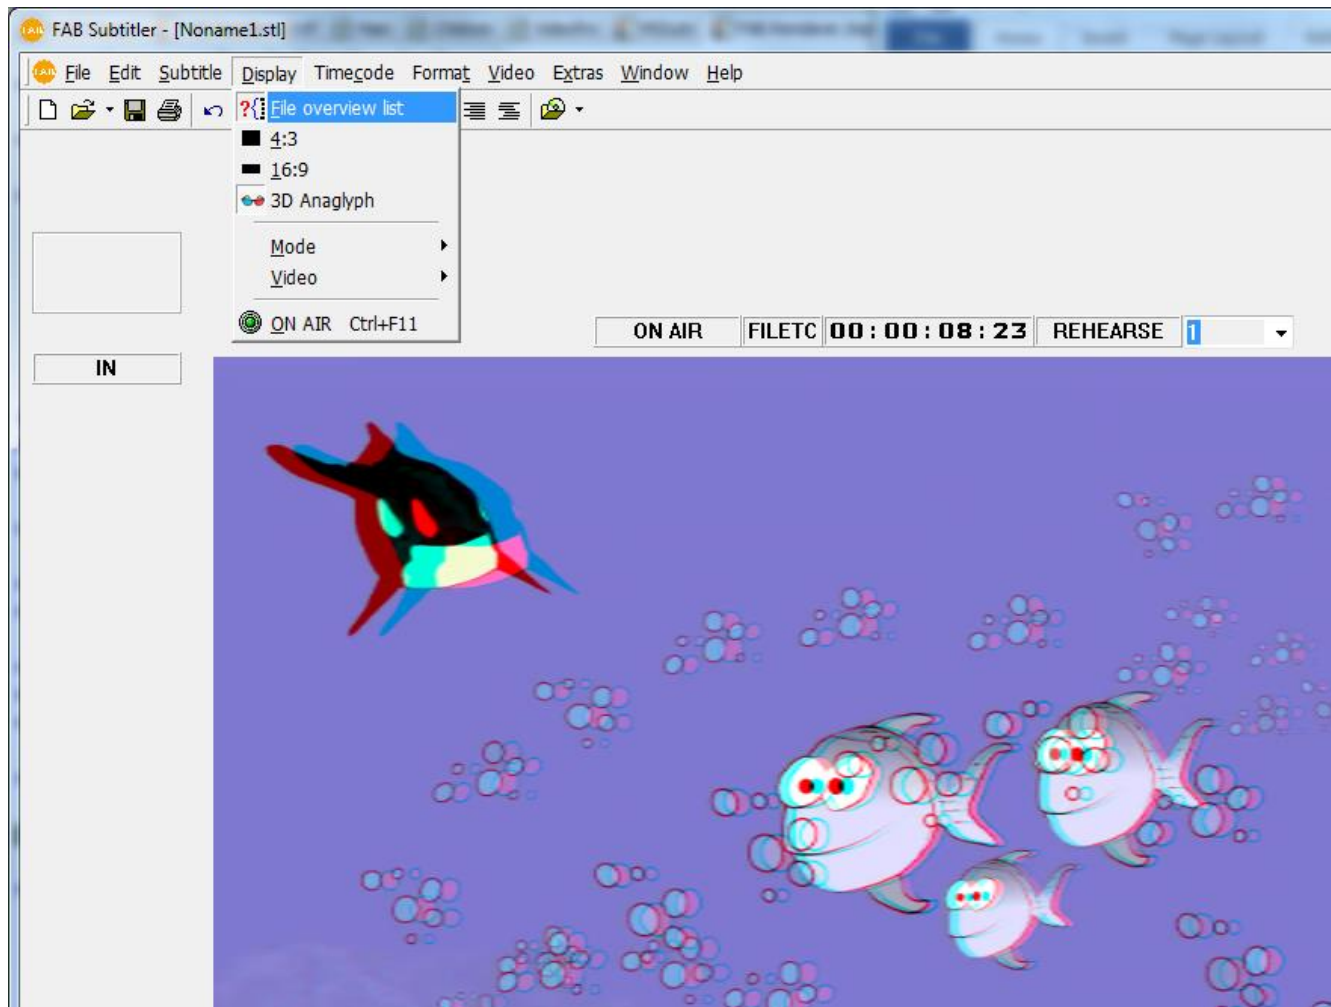 FAB Subtitler - [Noname1.stl]
File Edit Subtitle Display Timecode Format Video Extras Window Help
File overview list
4:3
16:9
3D Anaglyph
Mode
Video
ON AIR Ctrl+F11
ON AIR FILETC 00:00:08:23 REHEARSE 1
IN